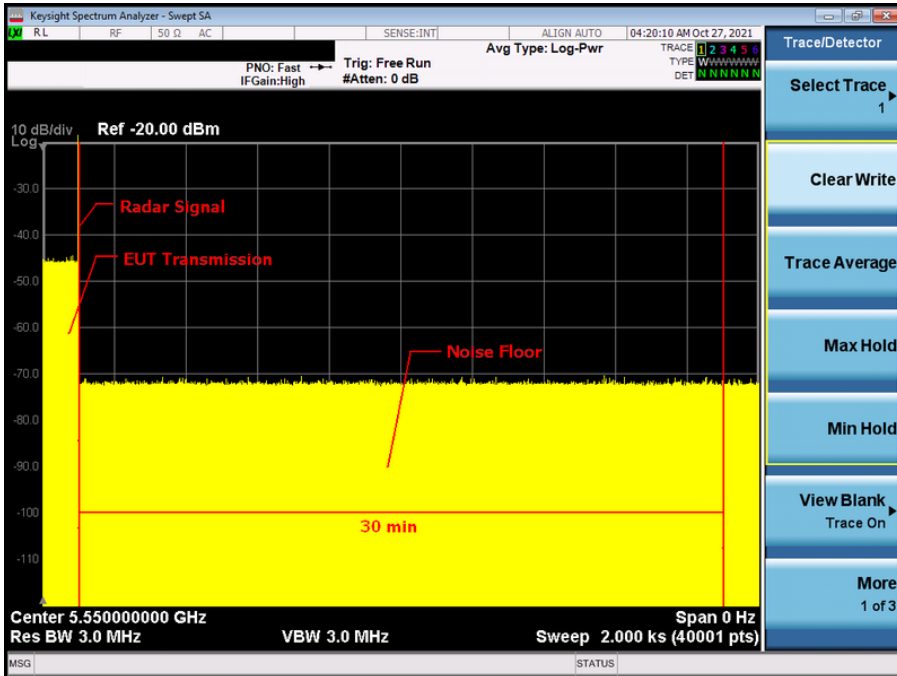 Keysight Spectrum Analyzer - Swept SA
LXI RL RF 50 Ω AC SENSE:INT ALIGN AUTO 04:20:10 AM Oct 27, 2021
PNO: Fast
IFGain:High
Trig: Free Run
#Atten: 0 dB
Avg Type: Log-Pwr
TRACE 1 2 3 4 5 6
TYPE WWWWWW
DET N N N N N N
10 dB/div
Log
Ref -20.00 dBm
-30.0
-40.0
-50.0
-60.0
-70.0
-80.0
-90.0
-100
-110
Radar Signal
EUT Transmission
Noise Floor
30 min
Center 5.550000000 GHz
Span 0 Hz
Res BW 3.0 MHz
VBW 3.0 MHz
Sweep 2.000 ks (40001 pts)
MSG
STATUS
Trace/Detector
Select Trace
1
Clear Write
Trace Average
Max Hold
Min Hold
View Blank
Trace On
More
1 of 3